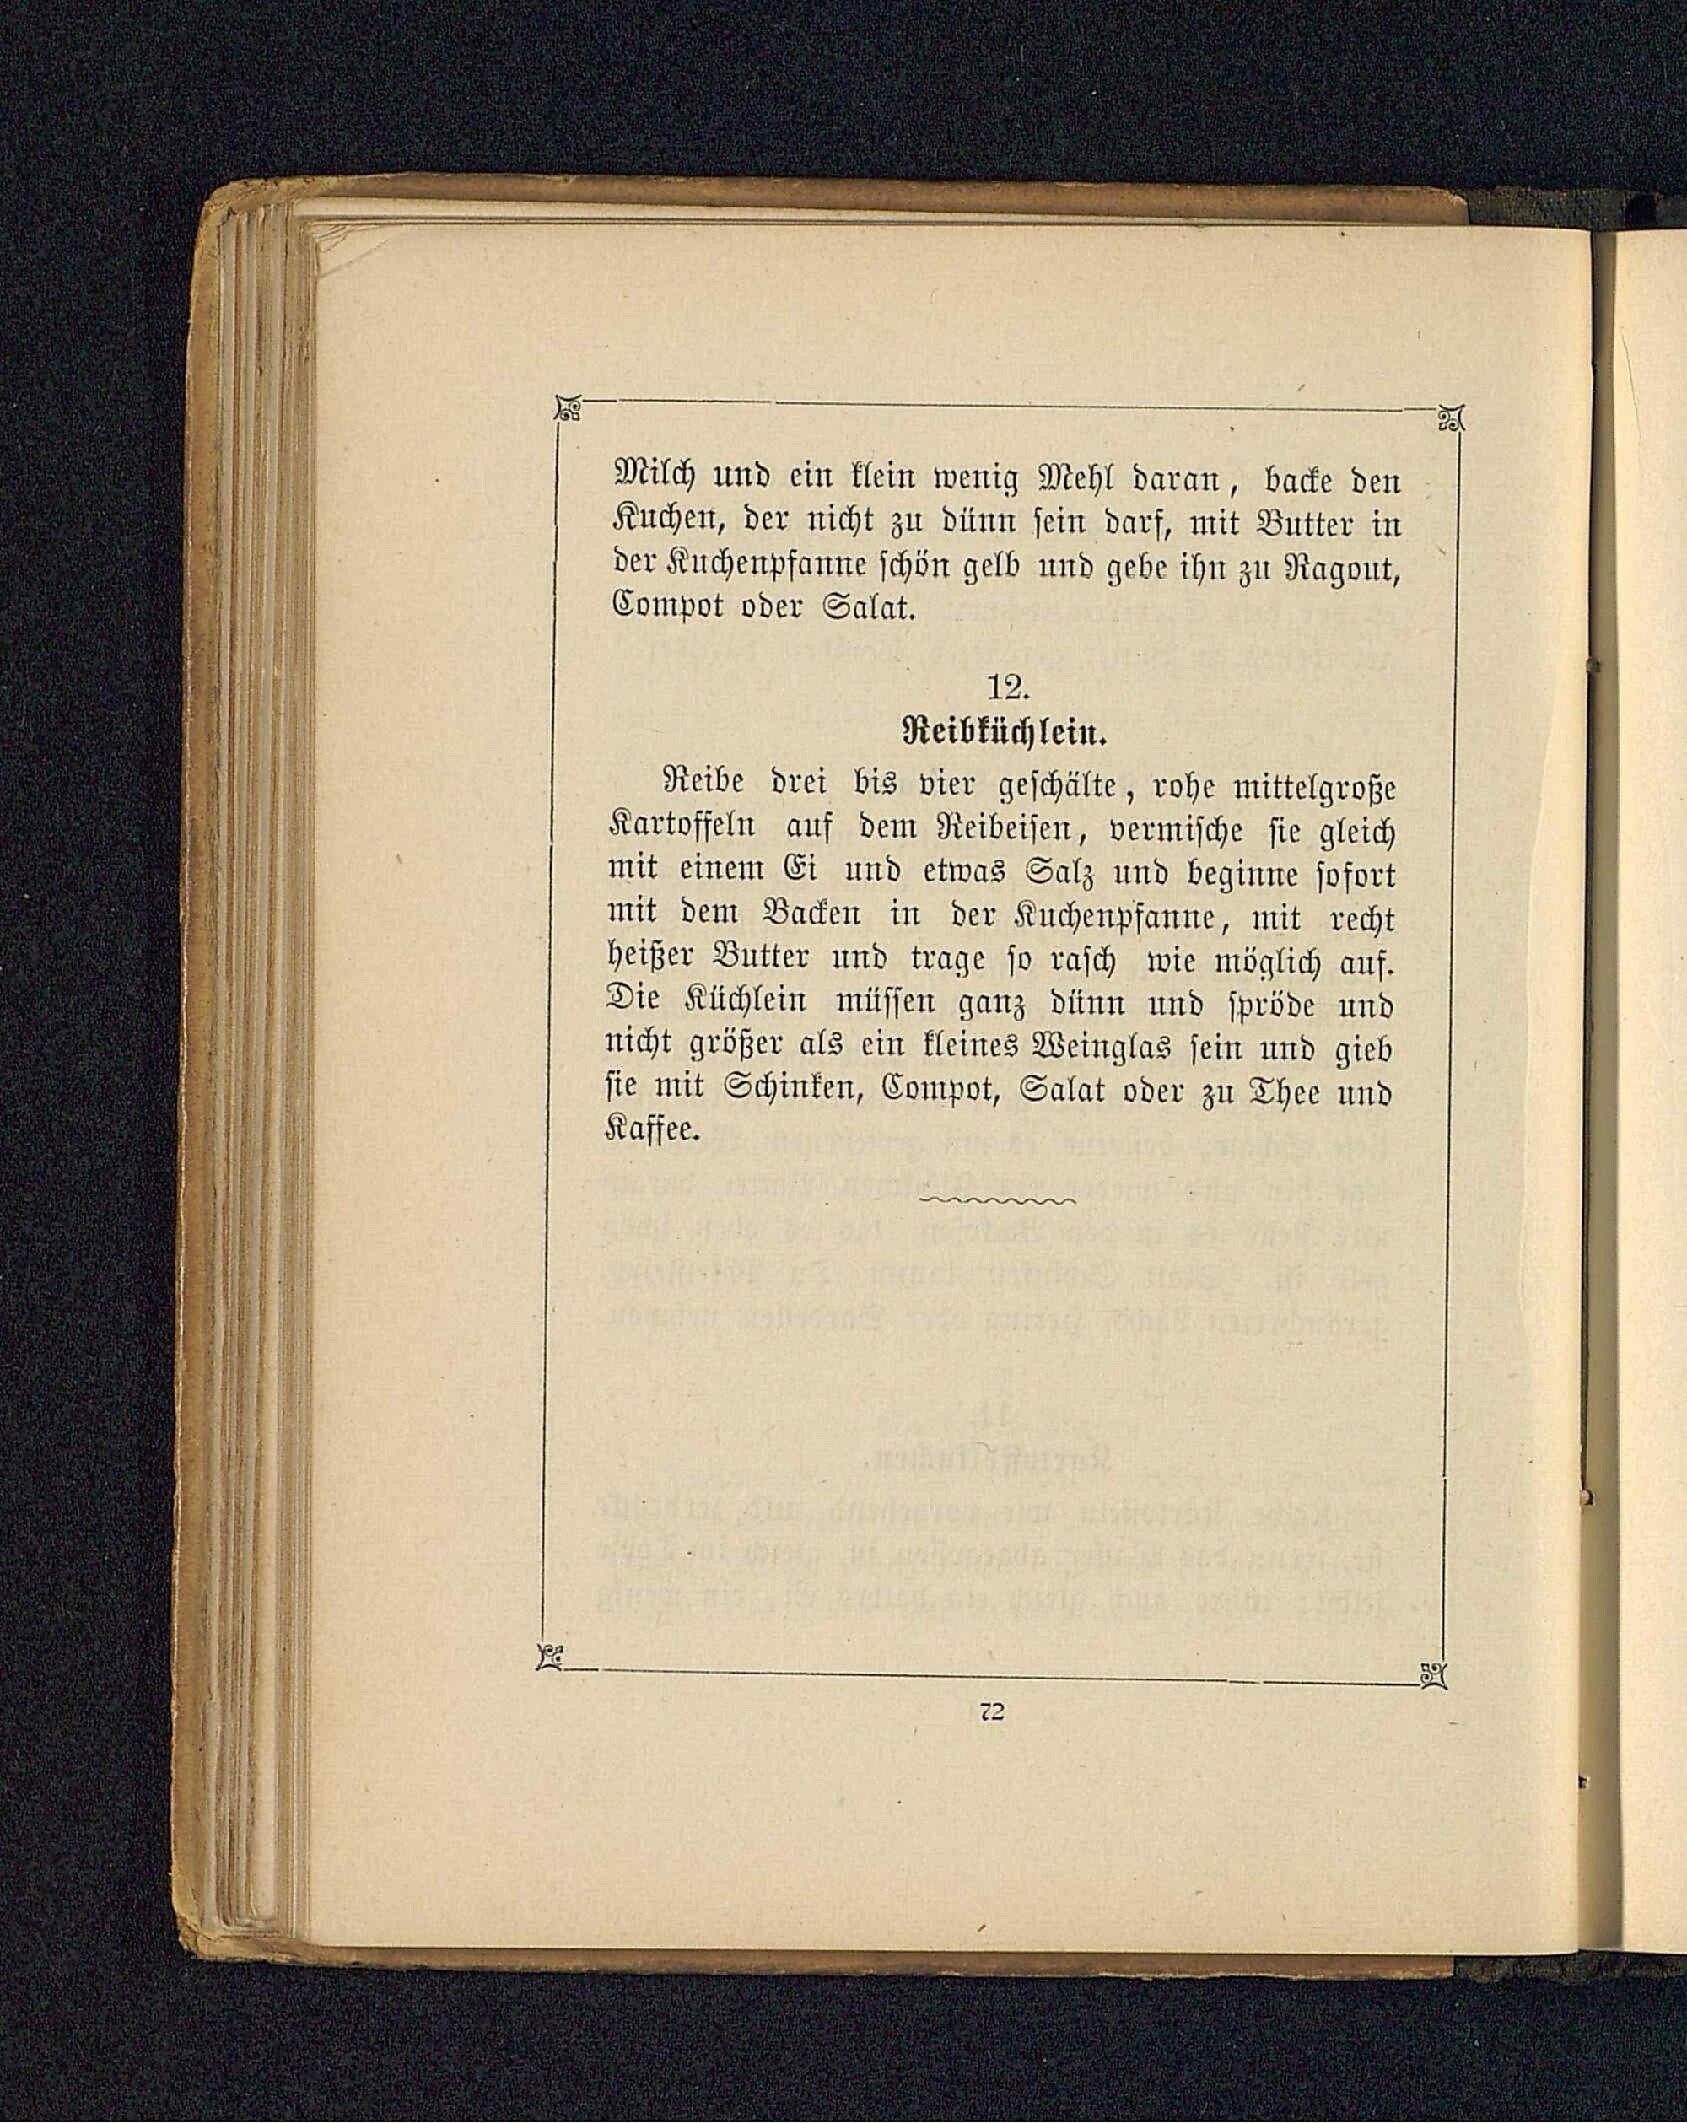 Milch und ein klein wenig Mehl daran, backe den
Kuchen, der nicht zu dünn sein darf, mit Butter in
der Kuchenpfanne schön gelb und gebe ihn zu Ragout,
Compot oder Salat.
12.
Reibküchlein.
Reibe drei bis vier geschälte, rohe mittelgroße
Kartoffeln auf dem Reibeisen, vermische sie gleich
mit einem Ei und etwas Salz und beginne sofort
mit dem Backen in der Kuchenpfanne, mit recht
heißer Butter und trage so rasch wie möglich auf.
Die Küchlein müssen ganz dünn und spröde und
nicht größer als ein kleines Weinglas sein und gieb
sie mit Schinken, Compot, Salat oder zu Thee und
Kaffee.
72